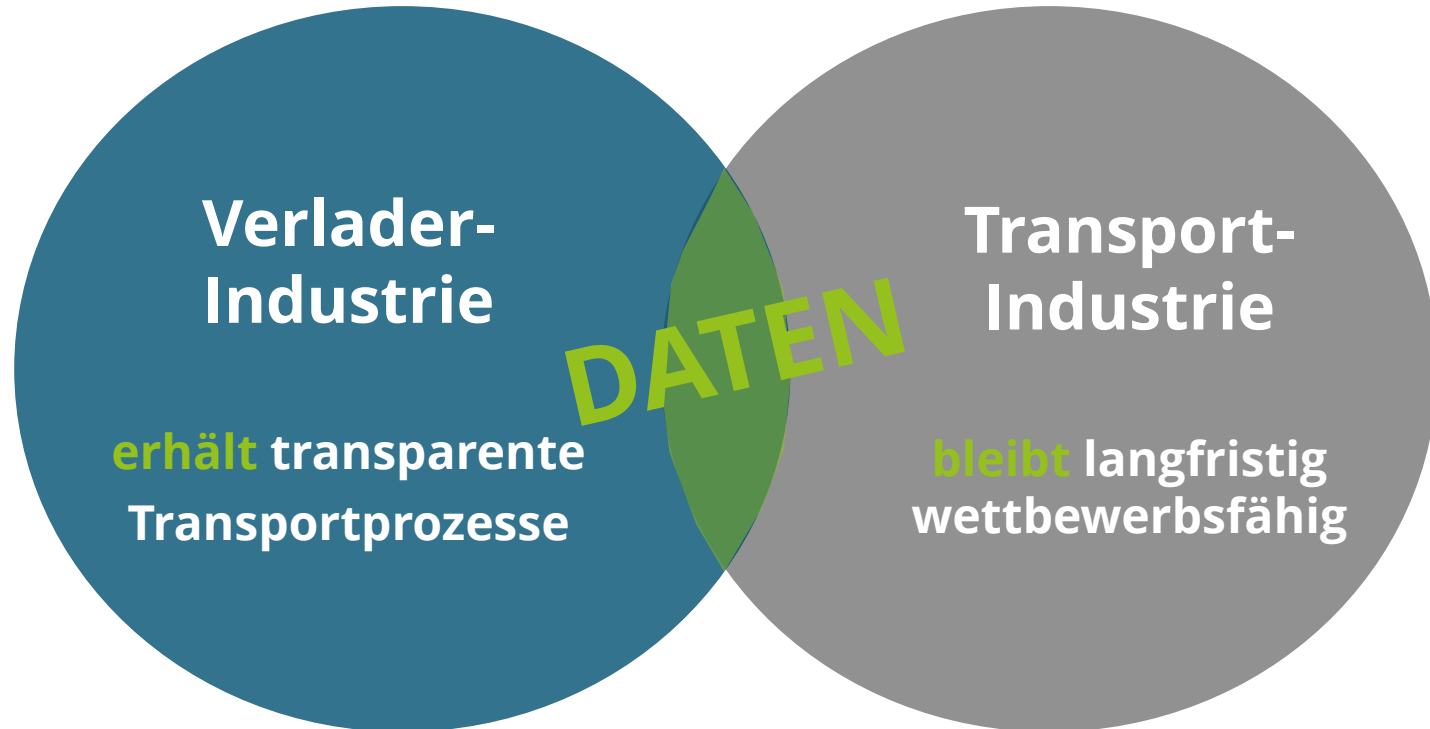 Verlader-
Industrie
erhält transparente
Transportprozesse
DATEN
Transport-
Industrie
bleibt langfristig
wettbewerbsfähig